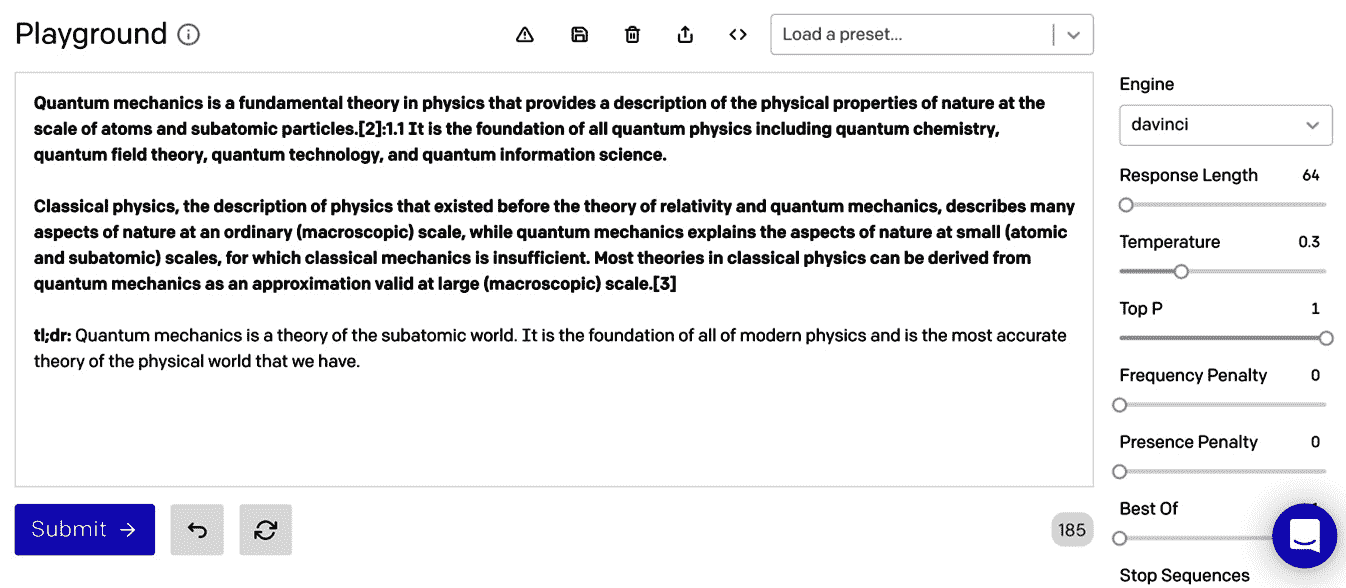 Playground
Load a preset...
Quantum mechanics is a fundamental theory in physics that provides a description of the physical properties of nature at the
scale of atoms and subatomic particles.[2]:1.1 It is the foundation of all quantum physics including quantum chemistry,
quantum field theory, quantum technology, and quantum information science.
Classical physics, the description of physics that existed before the theory of relativity and quantum mechanics, describes many
aspects of nature at an ordinary (macroscopic) scale, while quantum mechanics explains the aspects of nature at small (atomic
and subatomic) scales, for which classical mechanics is insufficient. Most theories in classical physics can be derived from
quantum mechanics as an approximation valid at large (macroscopic) scale.[3]
tl;dr: Quantum mechanics is a theory of the subatomic world. It is the foundation of all of modern physics and is the most accurate
theory of the physical world that we have.
Submit →
185
Engine
davinci
Response Length 64
Temperature 0.3
Top P 1
Frequency Penalty 0
Presence Penalty 0
Best Of
Stop Sequences